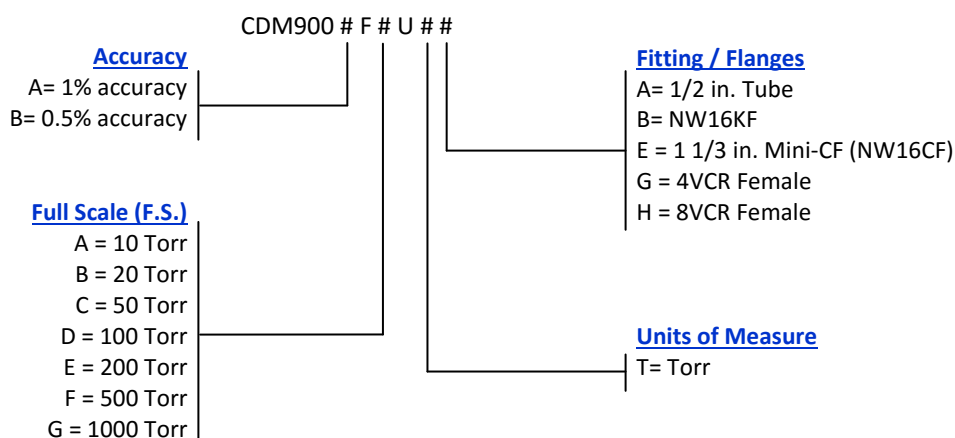 CDM900 # F # U # #
Accuracy
A= 1% accuracy
B= 0.5% accuracy
Full Scale (F.S.)
A = 10 Torr
B = 20 Torr
C = 50 Torr
D = 100 Torr
E = 200 Torr
F = 500 Torr
G = 1000 Torr
Fitting / Flanges
A= 1/2 in. Tube
B= NW16KF
E = 1 1/3 in. Mini-CF (NW16CF)
G = 4VCR Female
H = 8VCR Female
Units of Measure
T= Torr